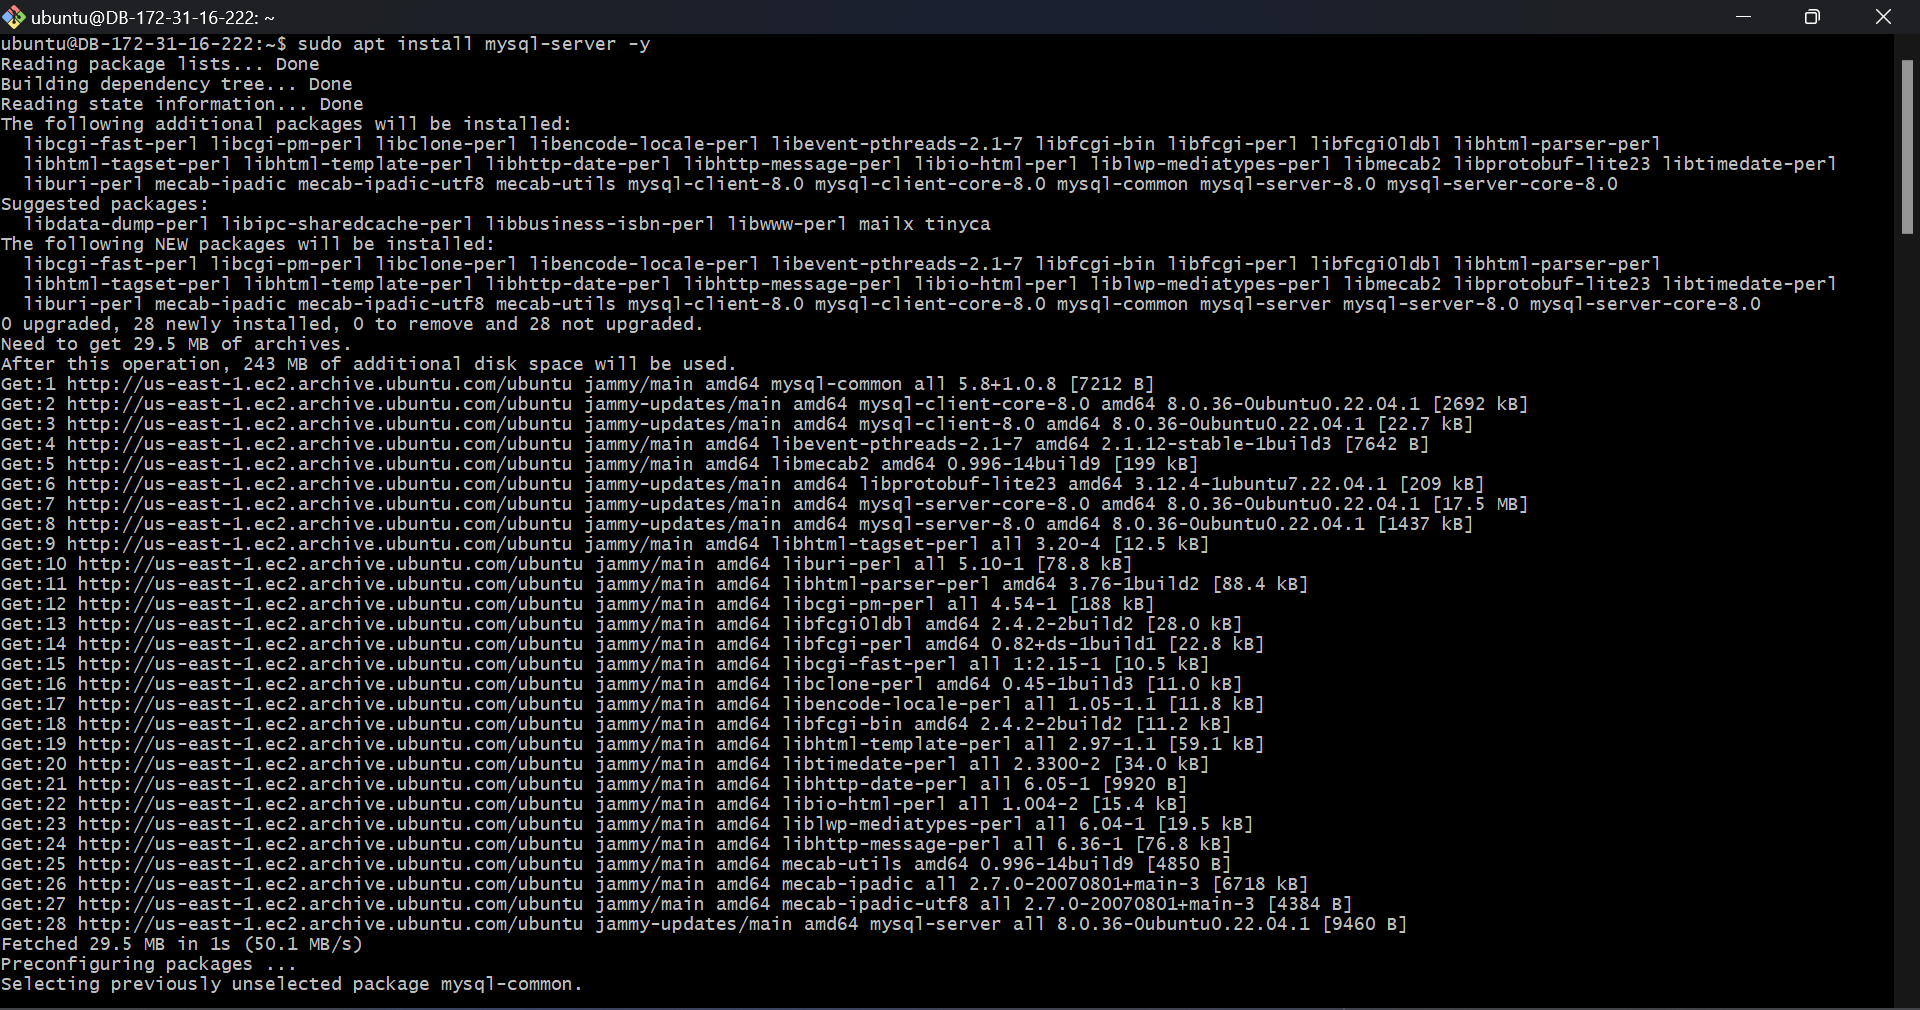 ubuntu@DB-172-31-16-222: ~
ubuntu@DB-172-31-16-222:~$ sudo apt install mysql-server -y
Reading package lists... Done
Building dependency tree... Done
Reading state information... Done
The following additional packages will be installed:
  libcgi-fast-perl libcgi-pm-perl libclone-perl libencode-locale-perl libevent-pthreads-2.1-7 libfcgi-bin libfcgi-perl libfcgi0ldbl libhtml-parser-perl
  libhtml-tagset-perl libhtml-template-perl libhttp-date-perl libhttp-message-perl libio-html-perl liblwp-mediatypes-perl libmecab2 libprotobuf-lite23 libtimedate-perl
  liburi-perl mecab-ipadic mecab-ipadic-utf8 mecab-utils mysql-client-8.0 mysql-client-core-8.0 mysql-common mysql-server-8.0 mysql-server-core-8.0
Suggested packages:
  libdata-dump-perl libipc-sharedcache-perl libbusiness-isbn-perl libwww-perl mailx tinyca
The following NEW packages will be installed:
  libcgi-fast-perl libcgi-pm-perl libclone-perl libencode-locale-perl libevent-pthreads-2.1-7 libfcgi-bin libfcgi-perl libfcgi0ldbl libhtml-parser-perl
  libhtml-tagset-perl libhtml-template-perl libhttp-date-perl libhttp-message-perl libio-html-perl liblwp-mediatypes-perl libmecab2 libprotobuf-lite23 libtimedate-perl
  liburi-perl mecab-ipadic mecab-ipadic-utf8 mecab-utils mysql-client-8.0 mysql-client-core-8.0 mysql-common mysql-server mysql-server-8.0 mysql-server-core-8.0
0 upgraded, 28 newly installed, 0 to remove and 28 not upgraded.
Need to get 29.5 MB of archives.
After this operation, 243 MB of additional disk space will be used.
Get:1 http://us-east-1.ec2.archive.ubuntu.com/ubuntu jammy/main amd64 mysql-common all 5.8+1.0.8 [7212 B]
Get:2 http://us-east-1.ec2.archive.ubuntu.com/ubuntu jammy-updates/main amd64 mysql-client-core-8.0 amd64 8.0.36-0ubuntu0.22.04.1 [2692 kB]
Get:3 http://us-east-1.ec2.archive.ubuntu.com/ubuntu jammy-updates/main amd64 mysql-client-8.0 amd64 8.0.36-0ubuntu0.22.04.1 [22.7 kB]
Get:4 http://us-east-1.ec2.archive.ubuntu.com/ubuntu jammy/main amd64 libevent-pthreads-2.1-7 amd64 2.1.12-stable-1build3 [7642 B]
Get:5 http://us-east-1.ec2.archive.ubuntu.com/ubuntu jammy/main amd64 libmecab2 amd64 0.996-14build9 [199 kB]
Get:6 http://us-east-1.ec2.archive.ubuntu.com/ubuntu jammy-updates/main amd64 libprotobuf-lite23 amd64 3.12.4-1ubuntu7.22.04.1 [209 kB]
Get:7 http://us-east-1.ec2.archive.ubuntu.com/ubuntu jammy-updates/main amd64 mysql-server-core-8.0 amd64 8.0.36-0ubuntu0.22.04.1 [17.5 MB]
Get:8 http://us-east-1.ec2.archive.ubuntu.com/ubuntu jammy-updates/main amd64 mysql-server-8.0 amd64 8.0.36-0ubuntu0.22.04.1 [1437 kB]
Get:9 http://us-east-1.ec2.archive.ubuntu.com/ubuntu jammy/main amd64 libhtml-tagset-perl all 3.20-4 [12.5 kB]
Get:10 http://us-east-1.ec2.archive.ubuntu.com/ubuntu jammy/main amd64 liburi-perl all 5.10-1 [78.8 kB]
Get:11 http://us-east-1.ec2.archive.ubuntu.com/ubuntu jammy/main amd64 libhtml-parser-perl amd64 3.76-1build2 [88.4 kB]
Get:12 http://us-east-1.ec2.archive.ubuntu.com/ubuntu jammy/main amd64 libcgi-pm-perl all 4.54-1 [188 kB]
Get:13 http://us-east-1.ec2.archive.ubuntu.com/ubuntu jammy/main amd64 libfcgi0ldbl amd64 2.4.2-2build2 [28.0 kB]
Get:14 http://us-east-1.ec2.archive.ubuntu.com/ubuntu jammy/main amd64 libfcgi-perl amd64 0.82+ds-1build1 [22.8 kB]
Get:15 http://us-east-1.ec2.archive.ubuntu.com/ubuntu jammy/main amd64 libcgi-fast-perl all 1:2.15-1 [10.5 kB]
Get:16 http://us-east-1.ec2.archive.ubuntu.com/ubuntu jammy/main amd64 libclone-perl amd64 0.45-1build3 [11.0 kB]
Get:17 http://us-east-1.ec2.archive.ubuntu.com/ubuntu jammy/main amd64 libencode-locale-perl all 1.05-1.1 [11.8 kB]
Get:18 http://us-east-1.ec2.archive.ubuntu.com/ubuntu jammy/main amd64 libfcgi-bin amd64 2.4.2-2build2 [11.2 kB]
Get:19 http://us-east-1.ec2.archive.ubuntu.com/ubuntu jammy/main amd64 libhtml-template-perl all 2.97-1.1 [59.1 kB]
Get:20 http://us-east-1.ec2.archive.ubuntu.com/ubuntu jammy/main amd64 libtimedate-perl all 2.3300-2 [34.0 kB]
Get:21 http://us-east-1.ec2.archive.ubuntu.com/ubuntu jammy/main amd64 libhttp-date-perl all 6.05-1 [9920 B]
Get:22 http://us-east-1.ec2.archive.ubuntu.com/ubuntu jammy/main amd64 libio-html-perl all 1.004-2 [15.4 kB]
Get:23 http://us-east-1.ec2.archive.ubuntu.com/ubuntu jammy/main amd64 liblwp-mediatypes-perl all 6.04-1 [19.5 kB]
Get:24 http://us-east-1.ec2.archive.ubuntu.com/ubuntu jammy/main amd64 libhttp-message-perl all 6.36-1 [76.8 kB]
Get:25 http://us-east-1.ec2.archive.ubuntu.com/ubuntu jammy/main amd64 mecab-utils amd64 0.996-14build9 [4850 B]
Get:26 http://us-east-1.ec2.archive.ubuntu.com/ubuntu jammy/main amd64 mecab-ipadic all 2.7.0-20070801+main-3 [6718 kB]
Get:27 http://us-east-1.ec2.archive.ubuntu.com/ubuntu jammy/main amd64 mecab-ipadic-utf8 all 2.7.0-20070801+main-3 [4384 B]
Get:28 http://us-east-1.ec2.archive.ubuntu.com/ubuntu jammy-updates/main amd64 mysql-server all 8.0.36-0ubuntu0.22.04.1 [9460 B]
Fetched 29.5 MB in 1s (50.1 MB/s)
Preconfiguring packages ...
Selecting previously unselected package mysql-common.